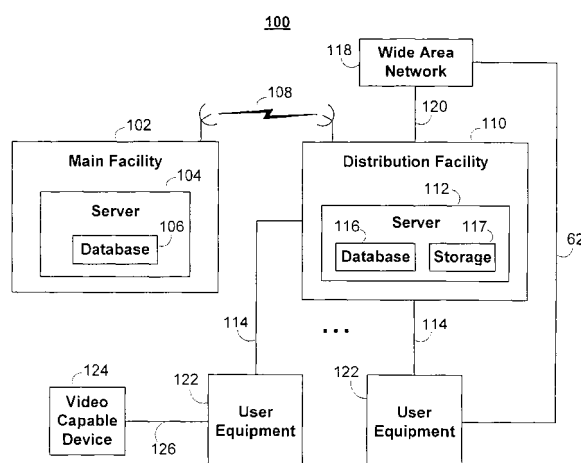 100
118
Wide Area
Network
108
120
102
110
Main Facility
Distribution Facility
104
112
Server
Server
106
116
117
Database
Database
Storage
62
114
...
114
124
122
122
Video
Capable
Device
User
Equipment
User
Equipment
126